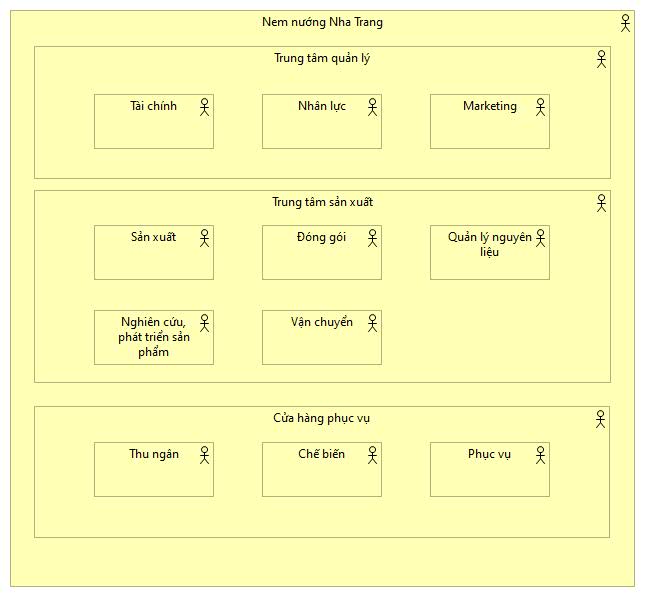 Nem nướng Nha Trang
Trung tâm quản lý
Tài chính
Nhân lực
Marketing
Trung tâm sản xuất
Sản xuất
Đóng gói
Quản lý nguyên
liệu
Nghiên cứu,
phát triển sản
phẩm
Vận chuyển
Cửa hàng phục vụ
Thu ngân
Chế biến
Phục vụ